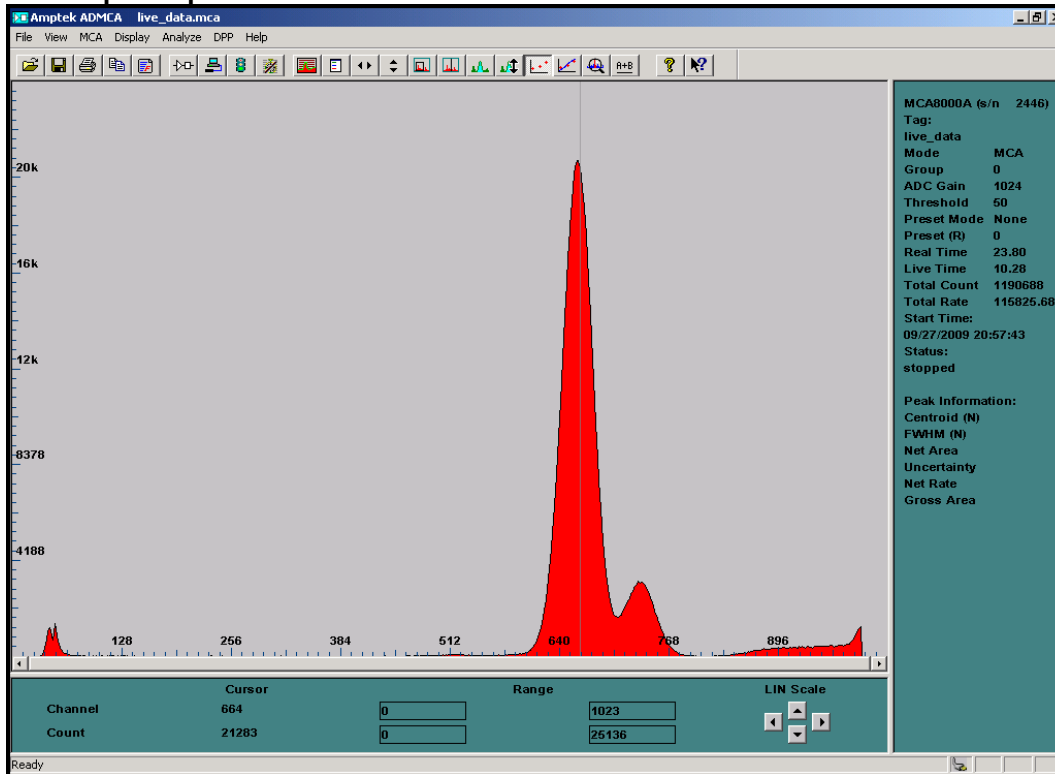 Amptek ADMCA live_data.mca
File View MCA Display Analyze DPP Help
A+B
20k
16k
12k
8378
4188
128 256 384 512 640 768 896
MCA8000A (s/n 2446)
Tag:
live_data
Mode MCA
Group 0
ADC Gain 1024
Threshold 50
Preset Mode None
Preset (R) 0
Real Time 23.80
Live Time 10.28
Total Count 1190688
Total Rate 115825.68
Start Time:
09/27/2009 20:57:43
Status:
stopped
Peak Information:
Centroid (N)
FWHM (N)
Net Area
Uncertainty
Net Rate
Gross Area
Cursor Range LIN Scale
Channel 664 0 1023
Count 21283 0 25136
Ready